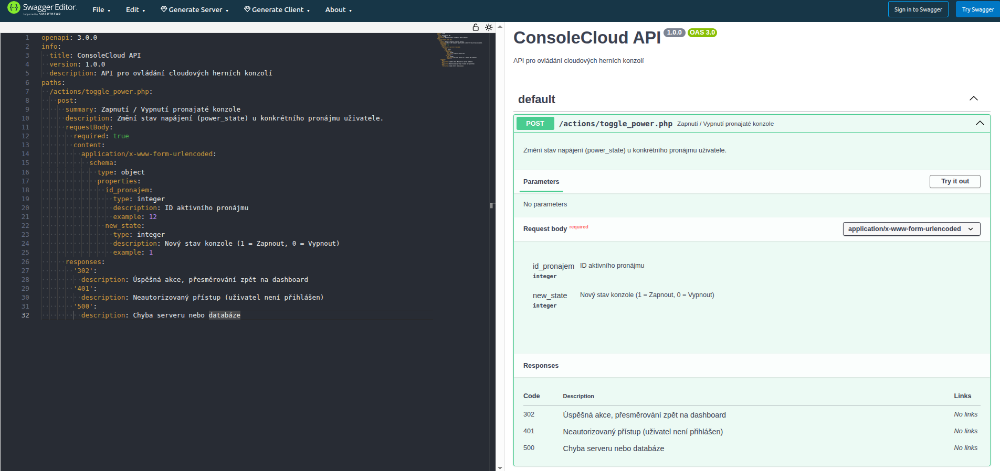 Swagger Editor.
Supported by SMARTBEAR
File
Edit
Generate Server
Generate Client
About
Sign in to Swagger
Try Swagger
1 openapi: 3.0.0
2 info:
3 title: ConsoleCloud API
4 version: 1.0.0
5 description: API pro ovládání cloudových herních konzolí
6 paths:
7 /actions/toggle_power.php:
8 post:
9 summary: Zapnutí / Vypnutí pronajaté konzole
10 description: Změní stav napájení (power_state) u konkrétního pronájmu uživatele.
11 requestBody:
12 required: true
13 content:
14 application/x-www-form-urlencoded:
15 schema:
16 type: object
17 properties:
18 id_pronajem:
19 type: integer
20 description: ID aktivního pronájmu
21 example: 12
22 new_state:
23 type: integer
24 description: Nový stav konzole (1 = Zapnout, 0 = Vypnout)
25 example: 1
26 responses:
27 '302':
28 description: Úspěšná akce, přesměrování zpět na dashboard
29 '401':
30 description: Neautorizovaný přístup (uživatel není přihlášen)
31 '500':
32 description: Chyba serveru nebo databáze
ConsoleCloud API 1.0.0 OAS 3.0
API pro ovládání cloudových herních konzolí
default
POST /actions/toggle_power.php Zapnutí / Vypnutí pronajaté konzole
Změní stav napájení (power_state) u konkrétního pronájmu uživatele.
Parameters
Try it out
No parameters
Request body required
application/x-www-form-urlencoded
id_pronajem ID aktivního pronájmu
integer
new_state Nový stav konzole (1 = Zapnout, 0 = Vypnout)
integer
Responses
Code Description Links
302 Úspěšná akce, přesměrování zpět na dashboard No links
401 Neautorizovaný přístup (uživatel není přihlášen) No links
500 Chyba serveru nebo databáze No links